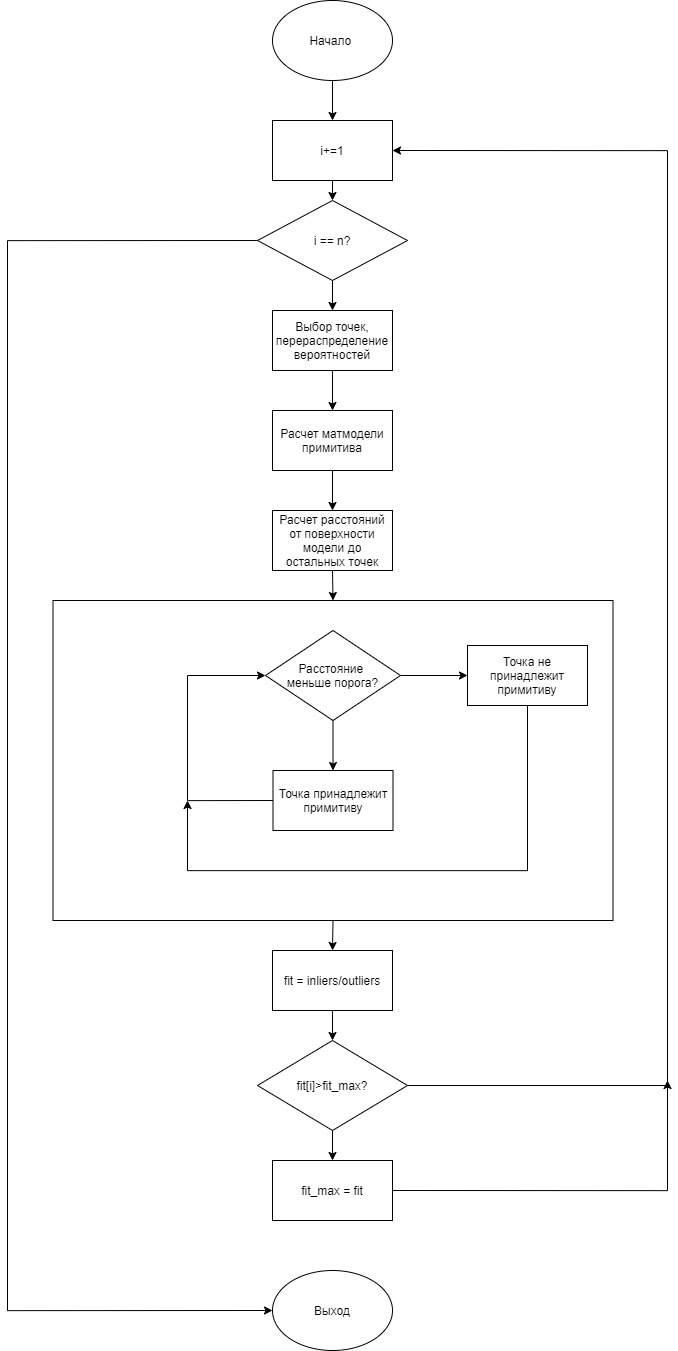 Начало
i+=1
i == n?
Выбор точек,
перераспределение
вероятностей
Расчет матмодели
примитива
Расчет расстояний
от поверхности
модели до
остальных точек
Расстояние
меньше порога?
Точка не
принадлежит
примитиву
Точка принадлежит
примитиву
fit = inliers/outliers
fit[i]>fit_max?
fit_max = fit
Выход